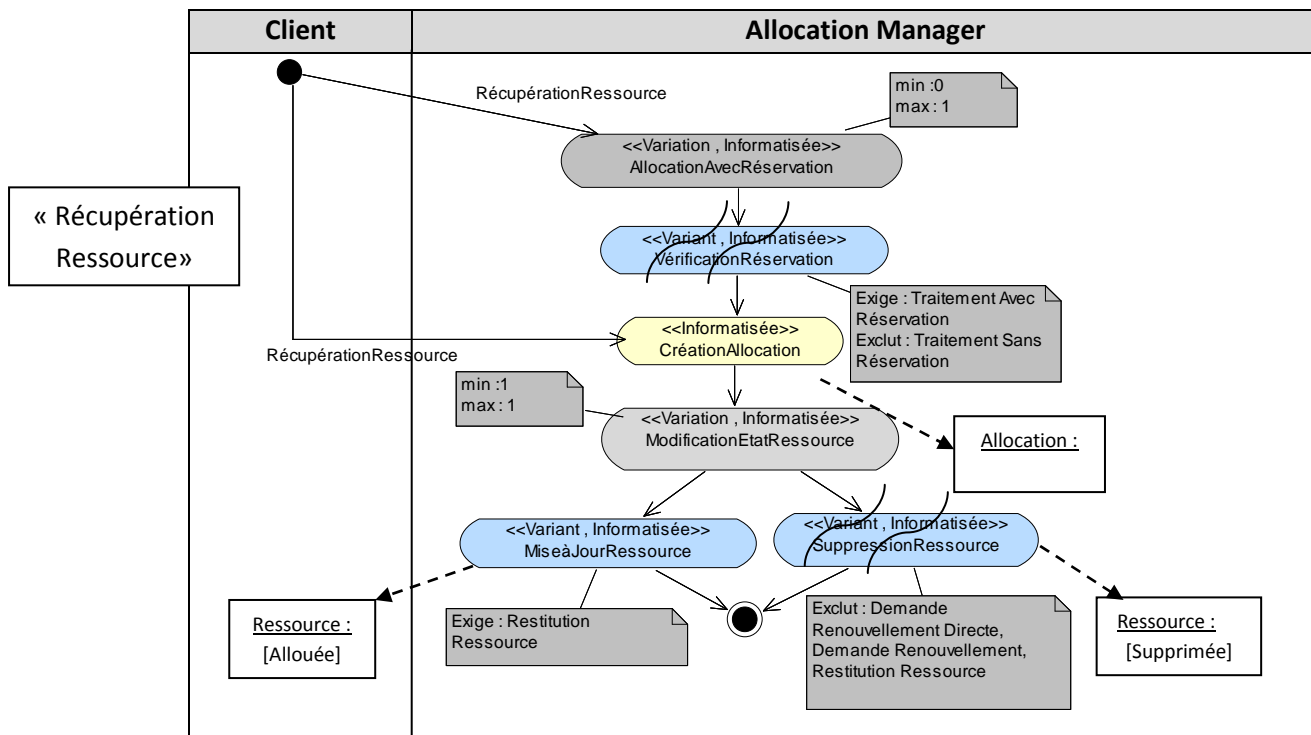 Client
Allocation Manager
RécupérationRessource
min :0
max : 1
<<Variation , Informatisée>>
AllocationAvecRéservation
« Récupération
Ressource»
<<Variant , Informatisée>>
VérificationRéservation
Exige : Traitement Avec
Réservation
Exclut : Traitement Sans
Réservation
<<Informatisée>>
CréationAllocation
RécupérationRessource
min :1
max : 1
<<Variation , Informatisée>>
ModificationEtatRessource
Allocation :
<<Variant , Informatisée>>
MiseàJourRessource
<<Variant , Informatisée>>
SuppressionRessource
Ressource :
[Allouée]
Exige : Restitution
Ressource
Exclut : Demande
Renouvellement Directe,
Demande Renouvellement,
Restitution Ressource
Ressource :
[Supprimée]